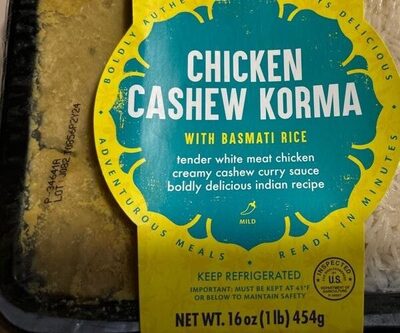 BOLDLY
DELICIOUS
CHICKEN
CASHEW KORMA
WITH BASMATI RICE
tender white meat chicken
creamy cashew curry sauce
boldly delicious indian recipe
MILD
ADVENTUROUS MEALS • READY IN MINUTES
P-34641A
KEEP REFRIGERATED
IMPORTANT: MUST BE KEPT AT 41°F
OR BELOW TO MAINTAIN SAFETY
INSPECTED
U.S.
DEPARTMENT OF
AGRICULTURE
NET WT. 16 oz (1 lb) 454g